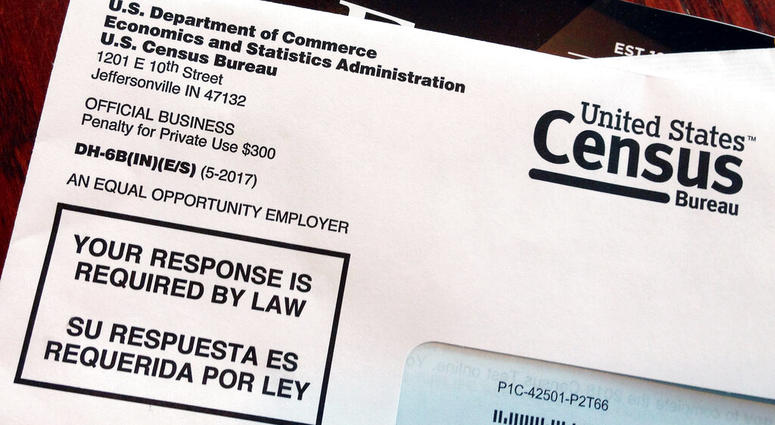 U.S. Department of Commerce
Economics and Statistics Administration
U.S. Census Bureau
1201 E 10th Street
Jeffersonville IN 47132
OFFICIAL BUSINESS
Penalty for Private Use $300
DH-6B(IN)(E/S) (5-2017)
AN EQUAL OPPORTUNITY EMPLOYER
YOUR RESPONSE IS
REQUIRED BY LAW
SU RESPUESTA ES
REQUERIDA POR LEY
EST
United States™
Census
Bureau
P1C-42501-P2T66